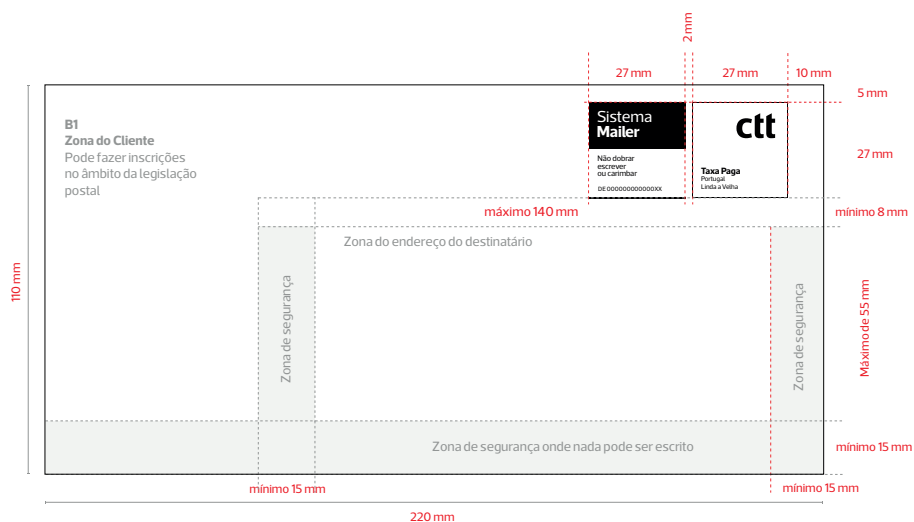 2 mm
27 mm
27 mm
10 mm
5 mm
B1
Zona do Cliente
Pode fazer inscrições
no âmbito da legislação
postal
Sistema
Mailer
Não dobrar
escrever
ou carimbar
DE000000000000XX
ctt
Taxa Paga
Portugal
Linda a Velha
27 mm
máximo 140 mm
mínimo 8 mm
Zona do endereço do destinatário
110 mm
Zona de segurança
Zona de segurança
Máximo de 55 mm
Zona de segurança onde nada pode ser escrito
mínimo 15 mm
mínimo 15 mm
mínimo 15 mm
220 mm